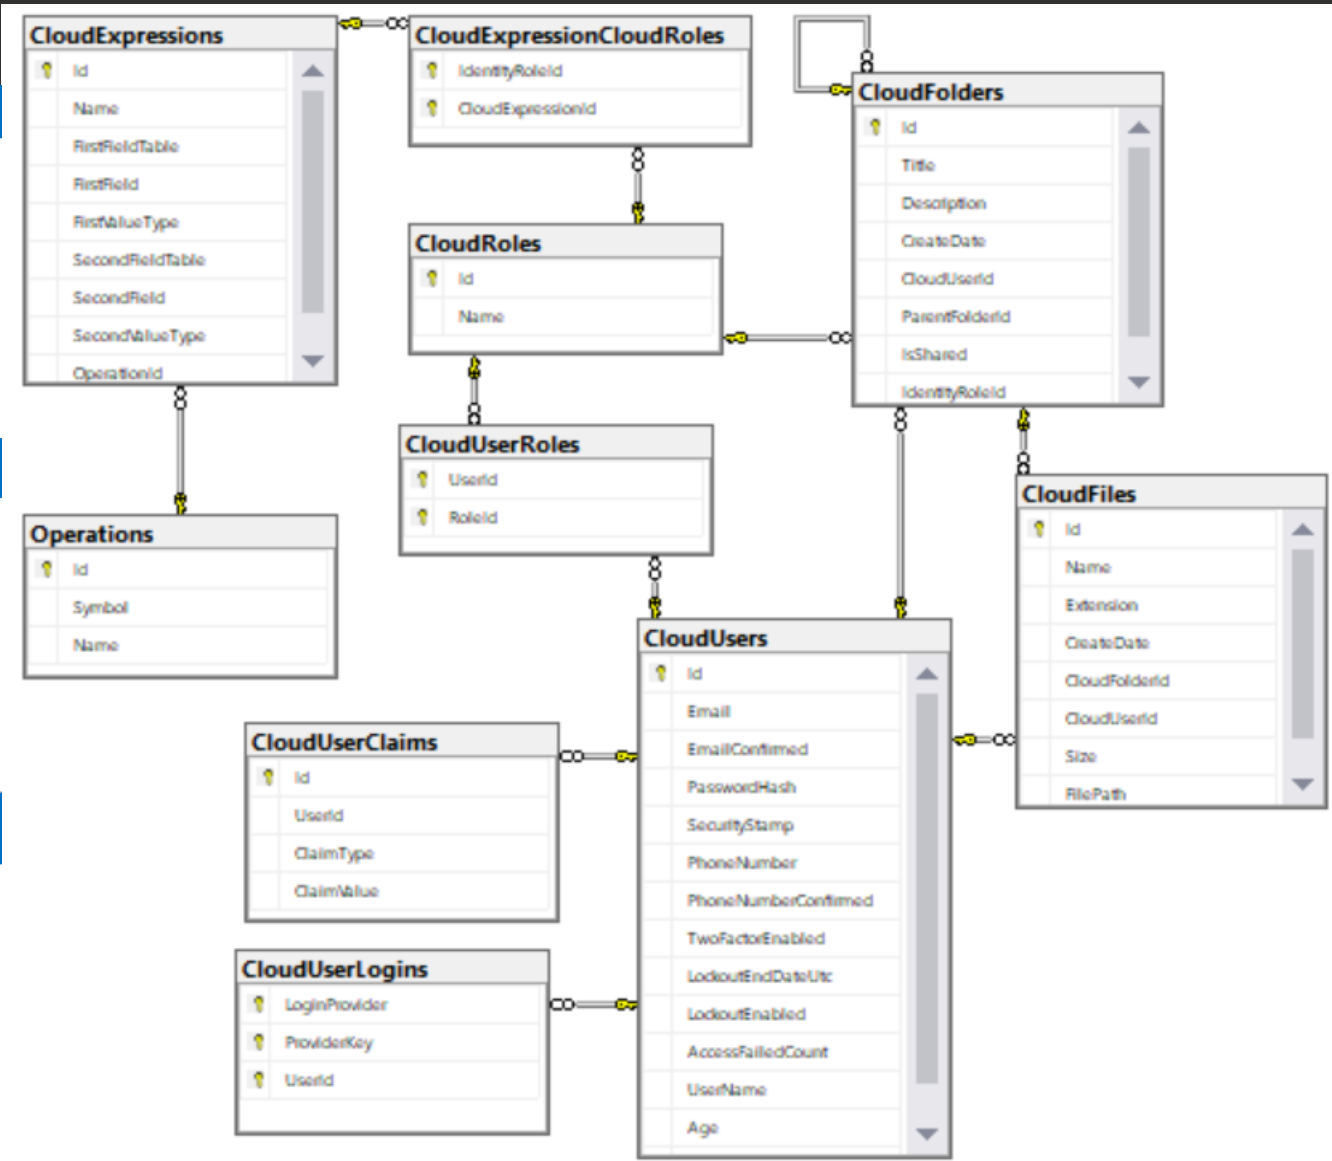 CloudExpressions
Id
Name
FirstFieldTable
FirstField
FirstValueType
SecondFieldTable
SecondField
SecondValueType
OperationId
CloudExpressionCloudRoles
IdentityRoleId
CloudExpressionId
CloudFolders
Id
Title
Description
CreateDate
CloudUserId
ParentFolderId
IsShared
IdentityRoleId
CloudRoles
Id
Name
CloudUserRoles
UserId
RoleId
CloudFiles
Id
Name
Extension
CreateDate
CloudFolderId
CloudUserId
Size
FilePath
Operations
Id
Symbol
Name
CloudUsers
Id
Email
EmailConfirmed
PasswordHash
SecurityStamp
PhoneNumber
PhoneNumberConfirmed
TwoFactorEnabled
LockoutEndDateUtc
LockoutEnabled
AccessFailedCount
UserName
Age
CloudUserClaims
Id
UserId
ClaimType
ClaimValue
CloudUserLogins
LoginProvider
ProviderKey
UserId